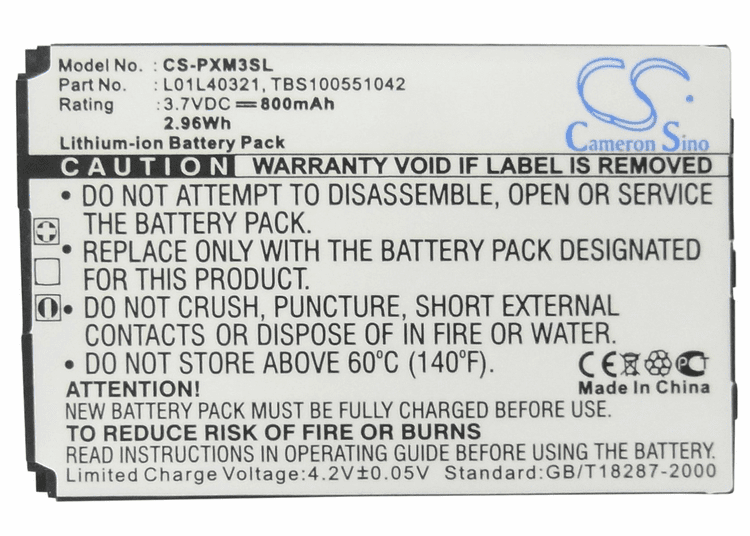 Model No. : CS-PXM3SL
Part No. : L01L40321, TBS100551042
Rating : 3.7VDC ⎓ 800mAh
2.96Wh
Lithium-ion Battery Pack
Cameron Sino
CAUTION WARRANTY VOID IF LABEL IS REMOVED
• DO NOT ATTEMPT TO DISASSEMBLE, OPEN OR SERVICE
THE BATTERY PACK.
• REPLACE ONLY WITH THE BATTERY PACK DESIGNATED
FOR THIS PRODUCT.
• DO NOT CRUSH, PUNCTURE, SHORT EXTERNAL
CONTACTS OR DISPOSE OF IN FIRE OR WATER.
• DO NOT STORE ABOVE 60°C (140°F).
CE
Made In China
ATTENTION!
NEW BATTERY PACK MUST BE FULLY CHARGED BEFORE USE.
TO REDUCE RISK OF FIRE OR BURNS
READ INSTRUCTIONS IN OPERATING GUIDE BEFORE USING.
Limited Charge Voltage:4.2V±0.05V Standard:GB/T18287-2000